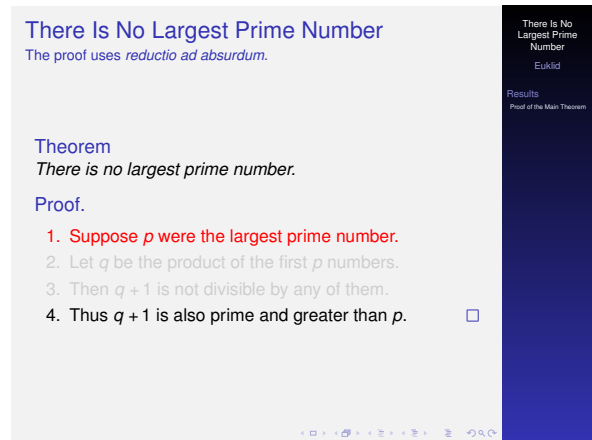 There Is No Largest Prime Number
The proof uses reductio ad absurdum.
Theorem
There is no largest prime number.
Proof.
1. Suppose p were the largest prime number.
2. Let q be the product of the first p numbers.
3. Then q + 1 is not divisible by any of them.
4. Thus q + 1 is also prime and greater than p.
There Is No
Largest Prime
Number
Euklid
Results
Proof of the Main Theorem